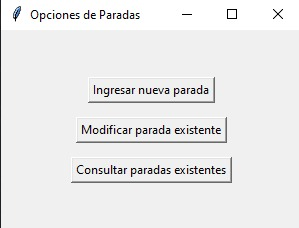 Opciones de Paradas
Ingresar nueva parada
Modificar parada existente
Consultar paradas existentes